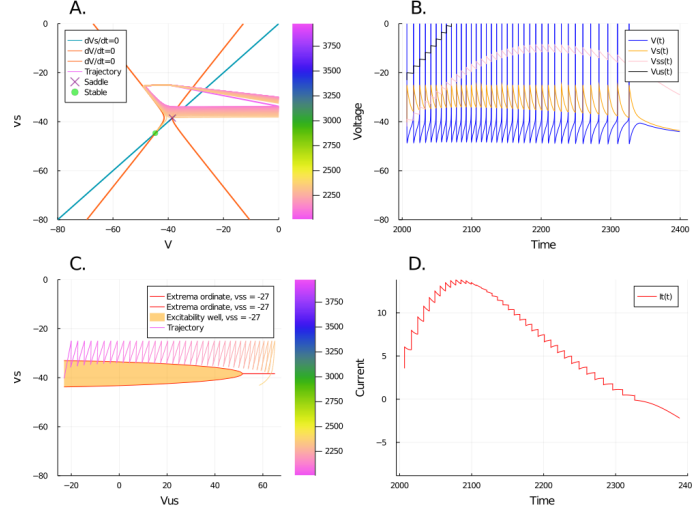 A.
dVs/dt=0
dV/dt=0
dV/dt=0
Trajectory
Saddle
Stable
0
−20
−40
−60
−80
vs
−80
−60
−40
−20
0
V
3750
3500
3250
3000
2750
2500
2250
B.
V(t)
Vs(t)
Vss(t)
Vus(t)
0
−20
−40
−60
−80
Voltage
2000
2100
2200
2300
2400
Time
C.
Extrema ordinate, vss = -27
Extrema ordinate, vss = -27
Excitability well, vss = -27
Trajectory
0
−20
−40
−60
−80
vs
−20
0
20
40
60
Vus
3750
3500
3250
3000
2750
2500
2250
2000
D.
It(t)
10
5
0
−5
Current
2000
2100
2200
2300
240
Time